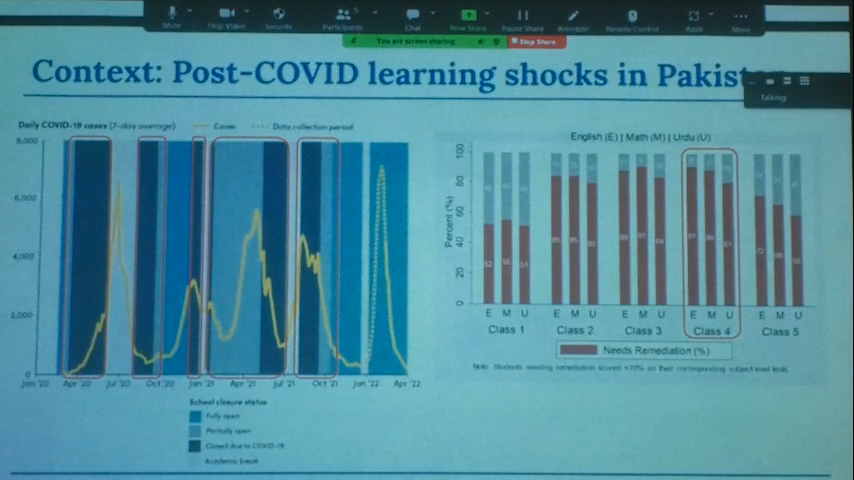 Mute
Stop Video
Security
Participants
5
Chat
New Share
Pause Share
Annotate
Remote Control
Apps
More
You are screen sharing
Stop Share
Context: Post-COVID learning shocks in Pakist
Talking:
Daily COVID-19 cases (7-day average)
Cases
Data collection period
8,000
6,000
4,000
2,000
0
Jan '20
Apr '20
Jul '20
Oct '20
Jan '21
Apr '21
Jul '21
Oct '21
Jan '22
Apr '22
School closure status
Fully open
Partially open
Closed due to COVID-19
Academic break
English (E) | Math (M) | Urdu (U)
Percent (%)
100
80
60
40
20
0
52
55
51
85
85
80
91
84
91
81
72
E M U
E M U
E M U
E M U
E M U
Class 1
Class 2
Class 3
Class 4
Class 5
Needs Remediation (%)
Note: Students needing remediation scored <70% on their corresponding subject-level tests